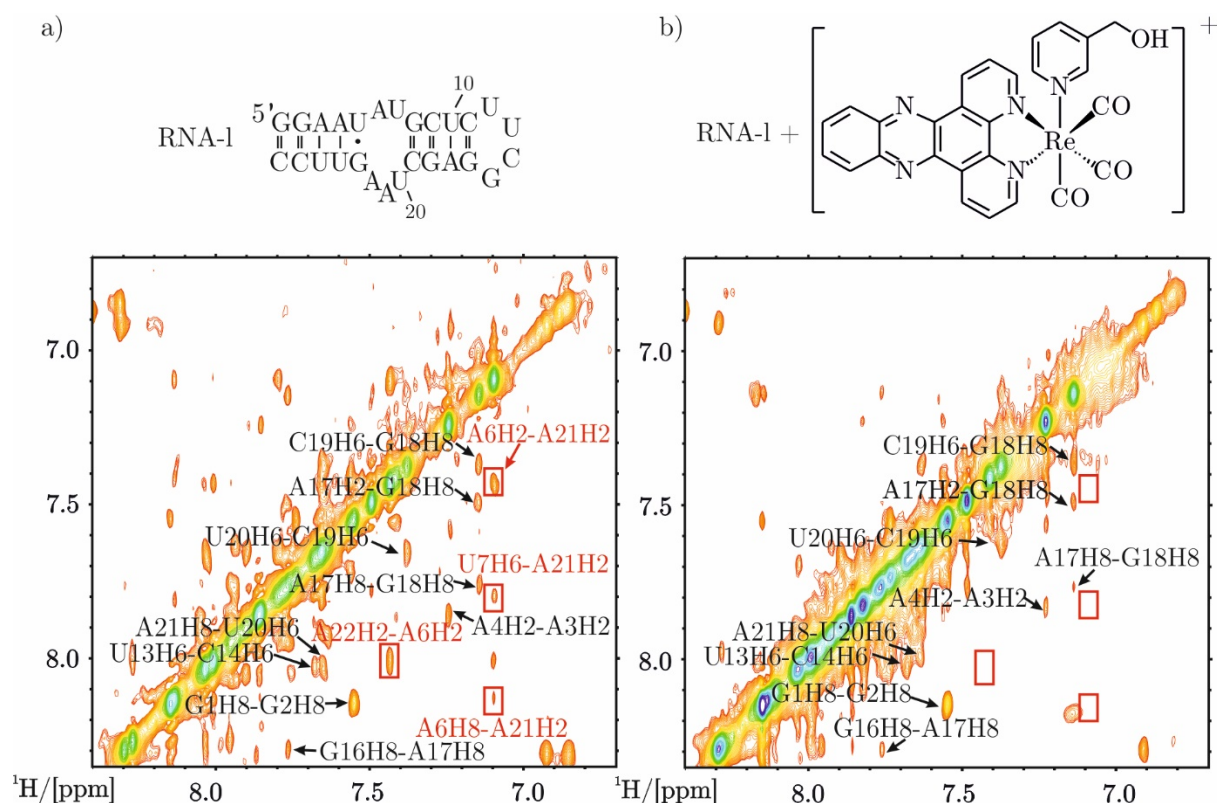 a)
5'
GGAAU AU GCUC U U C G
10
RNA-1
CCUUG A A U CGAG G
20
b)
RNA-1 +
N
N
N
N
N
Re
CO
CO
CO
OH
+
7.0
7.5
8.0
C19H6-G18H8
A6H2-A21H2
A17H2-G18H8
U20H6-C19H6
U7H6-A21H2
A17H8-G18H8
A21H8-U20H6
A22H2-A6H2
A4H2-A3H2
U13H6-C14H6
G1H8-G2H8
A6H8-A21H2
G16H8-A17H8
¹H/[ppm]
8.0 7.5 7.0
7.0
7.5
8.0
C19H6-G18H8
A17H2-G18H8
U20H6-C19H6
A17H8-G18H8
A4H2-A3H2
A21H8-U20H6
U13H6-C14H6
G1H8-G2H8
G16H8-A17H8
¹H/[ppm]
8.0 7.5 7.0